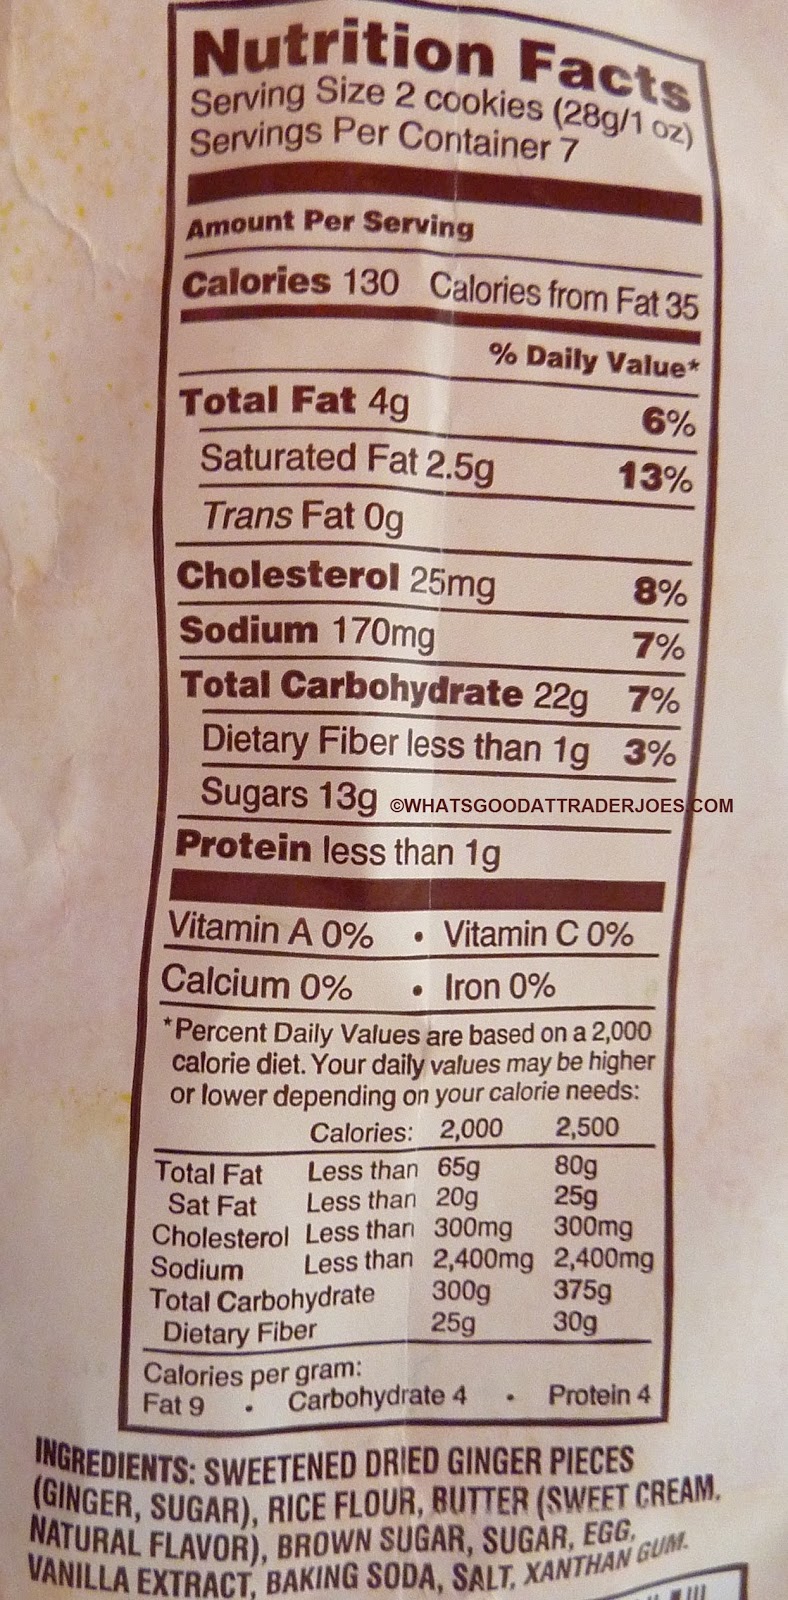 Nutrition Facts
Serving Size 2 cookies (28g/1 oz)
Servings Per Container 7
Amount Per Serving
Calories 130 Calories from Fat 35
% Daily Value*
Total Fat 4g 6%
Saturated Fat 2.5g 13%
Trans Fat 0g
Cholesterol 25mg 8%
Sodium 170mg 7%
Total Carbohydrate 22g 7%
Dietary Fiber less than 1g 3%
Sugars 13g ©WHATSGOODATTRADERJOES.COM
Protein less than 1g
Vitamin A 0% • Vitamin C 0%
Calcium 0% • Iron 0%
*Percent Daily Values are based on a 2,000
calorie diet. Your daily values may be higher
or lower depending on your calorie needs:
Calories: 2,000 2,500
Total Fat Less than 65g 80g
Sat Fat Less than 20g 25g
Cholesterol Less than 300mg 300mg
Sodium Less than 2,400mg 2,400mg
Total Carbohydrate 300g 375g
Dietary Fiber 25g 30g
Calories per gram:
Fat 9 • Carbohydrate 4 • Protein 4
INGREDIENTS: SWEETENED DRIED GINGER PIECES
(GINGER, SUGAR), RICE FLOUR, BUTTER (SWEET CREAM,
NATURAL FLAVOR), BROWN SUGAR, SUGAR, EGG,
VANILLA EXTRACT, BAKING SODA, SALT, XANTHAN GUM.